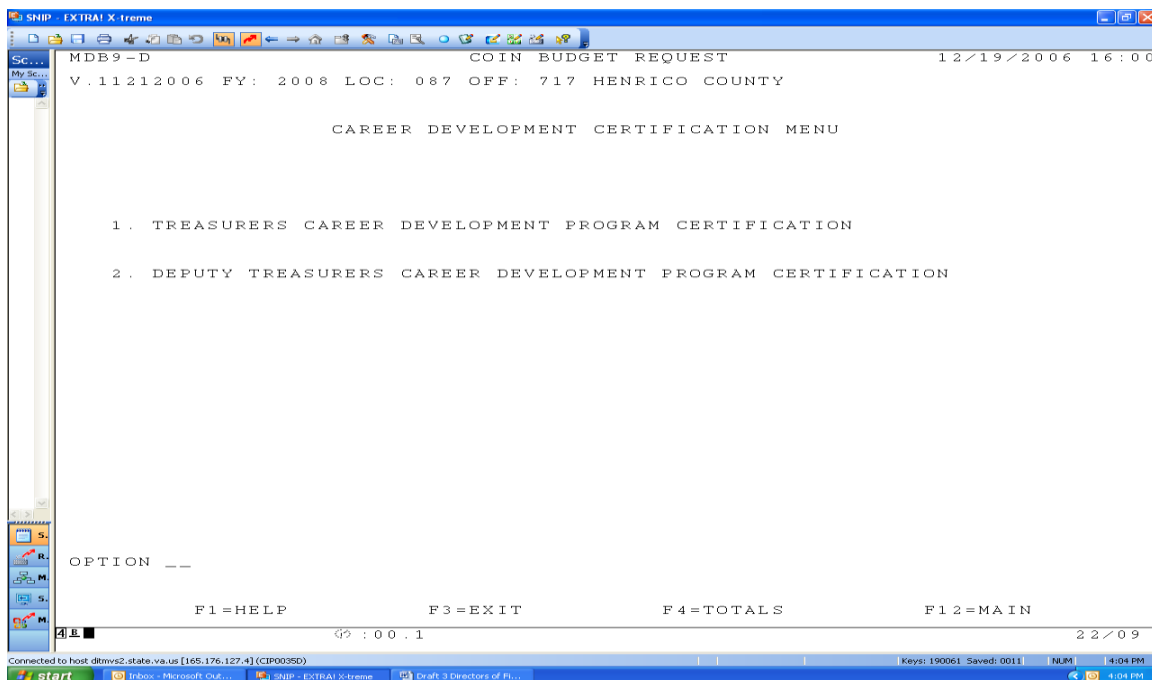 SNIP - EXTRA! X-treme
Sc...
My Sc...
MDB9-D COIN BUDGET REQUEST 12/19/2006 16:00
V.11212006 FY: 2008 LOC: 087 OFF: 717 HENRICO COUNTY
CAREER DEVELOPMENT CERTIFICATION MENU
1. TREASURERS CAREER DEVELOPMENT PROGRAM CERTIFICATION
2. DEPUTY TREASURERS CAREER DEVELOPMENT PROGRAM CERTIFICATION
S.
R.
M.
S.
M.
OPTION __
F1=HELP F3=EXIT F4=TOTALS F12=MAIN
4 B :00.1 22/09
Connected to host ditmvs2.state.va.us [165.176.127.4] (CIP0035D) Keys: 190061 Saved: 0011 NUM 4:04 PM
start Inbox - Microsoft Out... SNIP - EXTRA! X-treme Draft 3 Directors of Fi... 4:04 PM